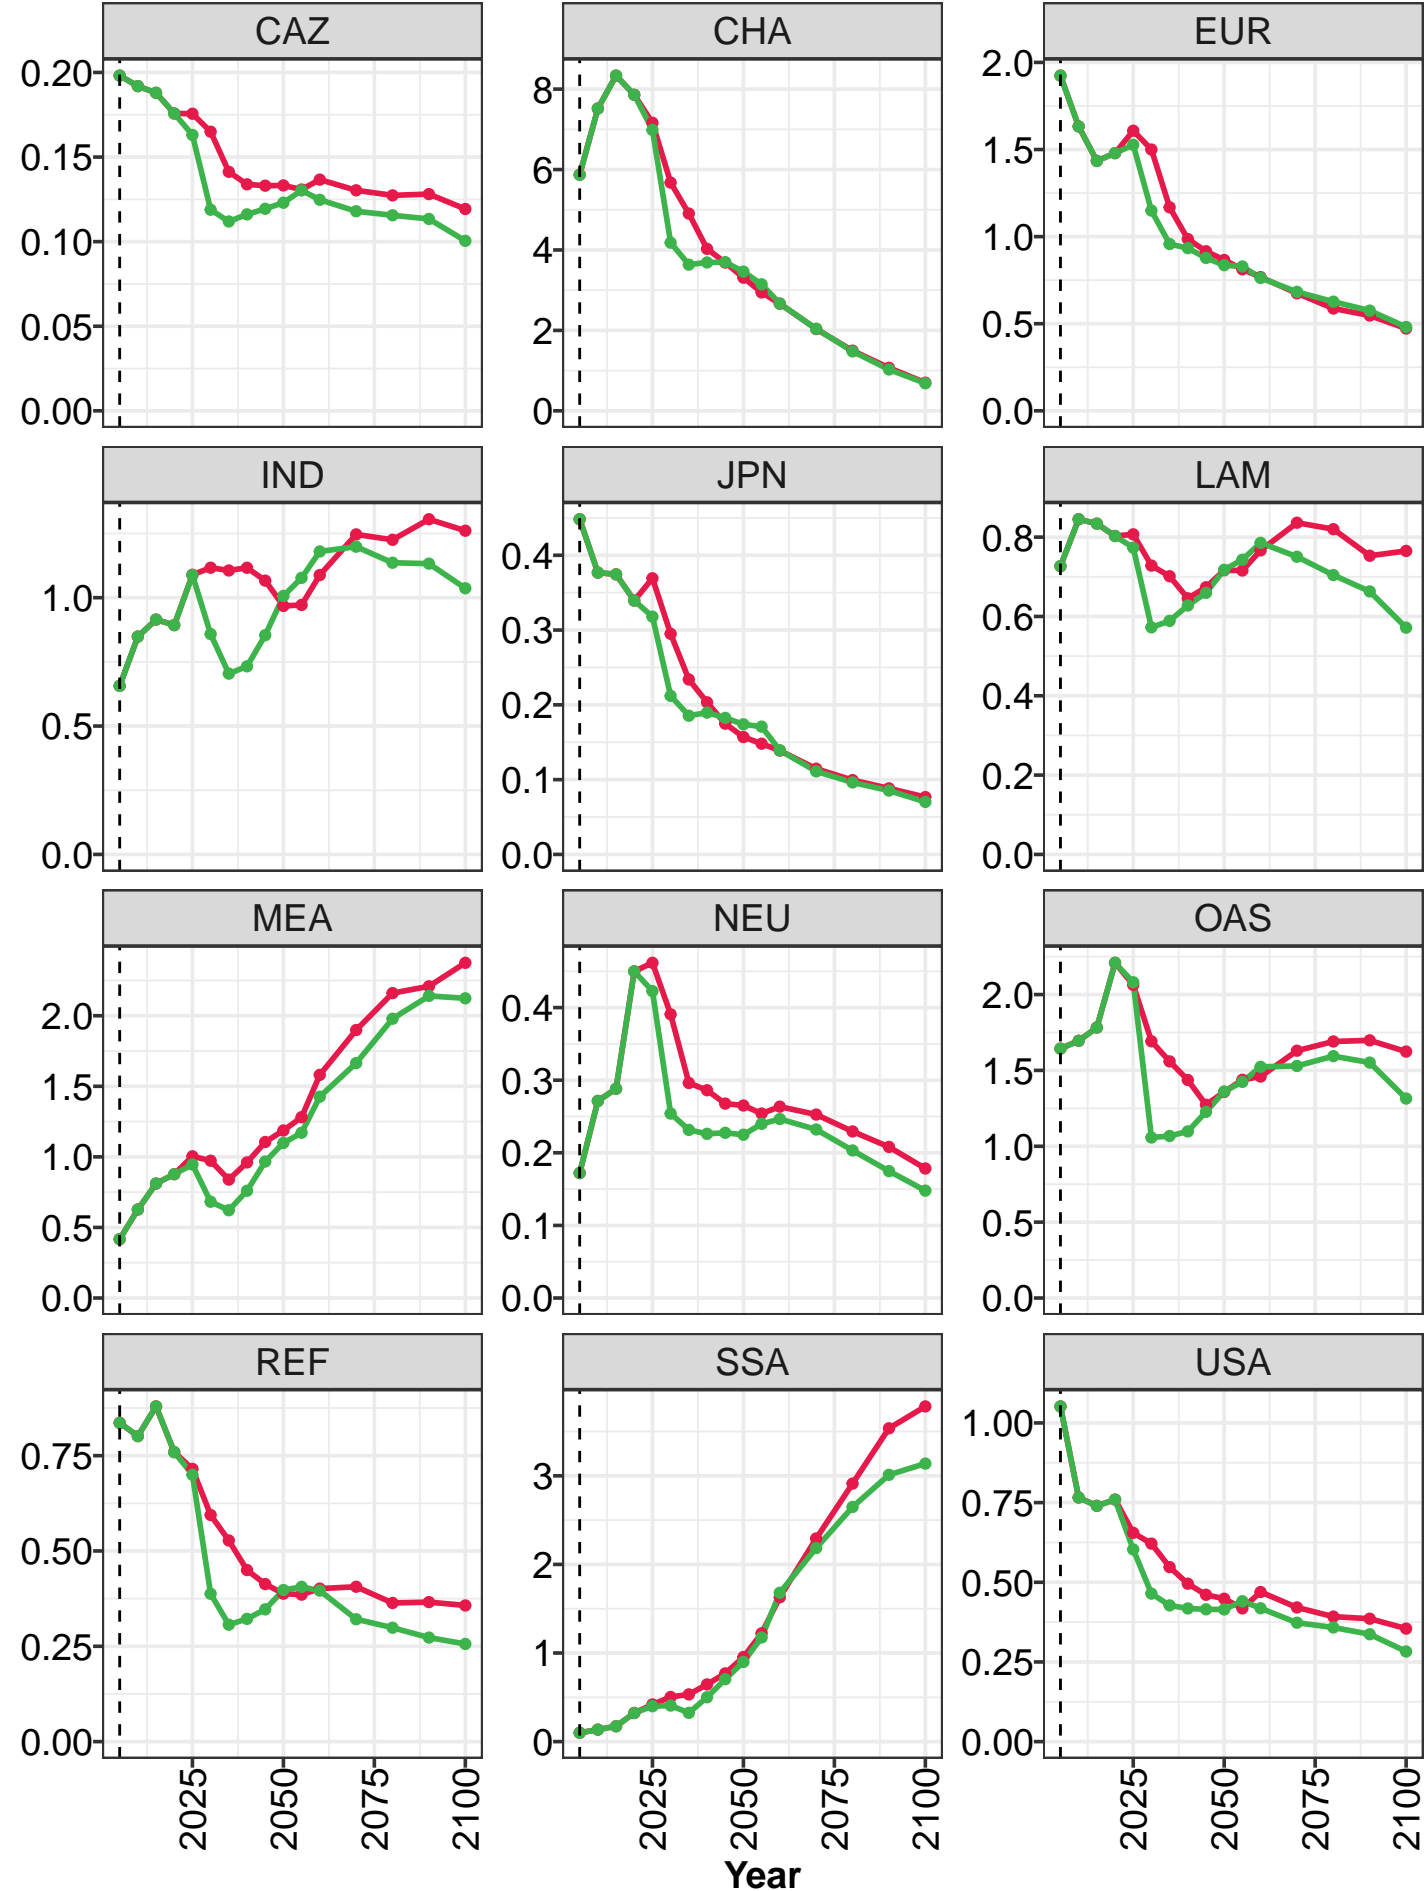 CAZ CHA EUR
0.20 8 2.0
0.15 6 1.5
0.10 4 1.0
0.05 2 0.5
0.00 0 0.0
IND JPN LAM
1.0 0.4 0.8
0.5 0.3 0.6
0.0 0.2 0.4
0.1 0.2
0.0 0.0
MEA NEU OAS
2.0 0.4 2.0
1.5 0.3 1.5
1.0 0.2 1.0
0.5 0.1 0.5
0.0 0.0 0.0
REF SSA USA
0.75 3 1.00
0.50 2 0.75
0.25 1 0.50
0.00 0 0.25
0.00
2025 2050 2075 2100 2025 2050 2075 2100 2025 2050 2075 2100
Year